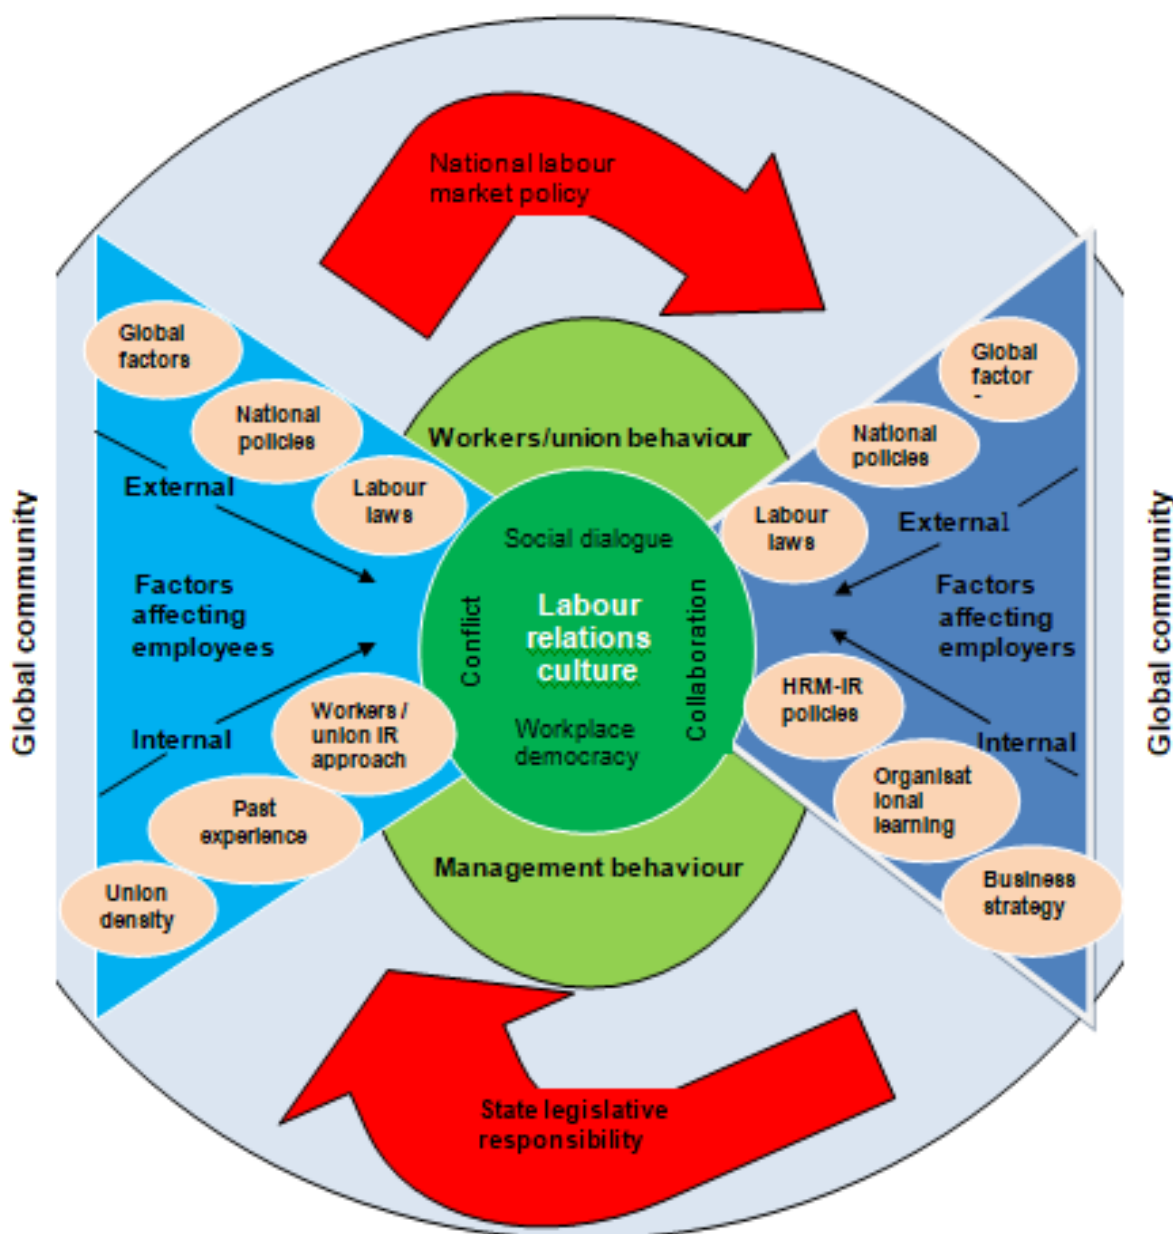 National labour
market policy
Global
factors
National
policies
Labour
laws
External
Factors
affecting
employees
Internal
Workers /
union IR
approach
Past
experience
Union
density
Global community
Workers/union behaviour
Social dialogue
Conflict
Labour
relations
culture
Collaboration
Workplace
democracy
Management behaviour
Global
factor
National
policies
Labour
laws
External
Factors
affecting
employers
HRM-IR
policies
Internal
Organisat
ional
learning
Business
strategy
Global community
State legislative
responsibility